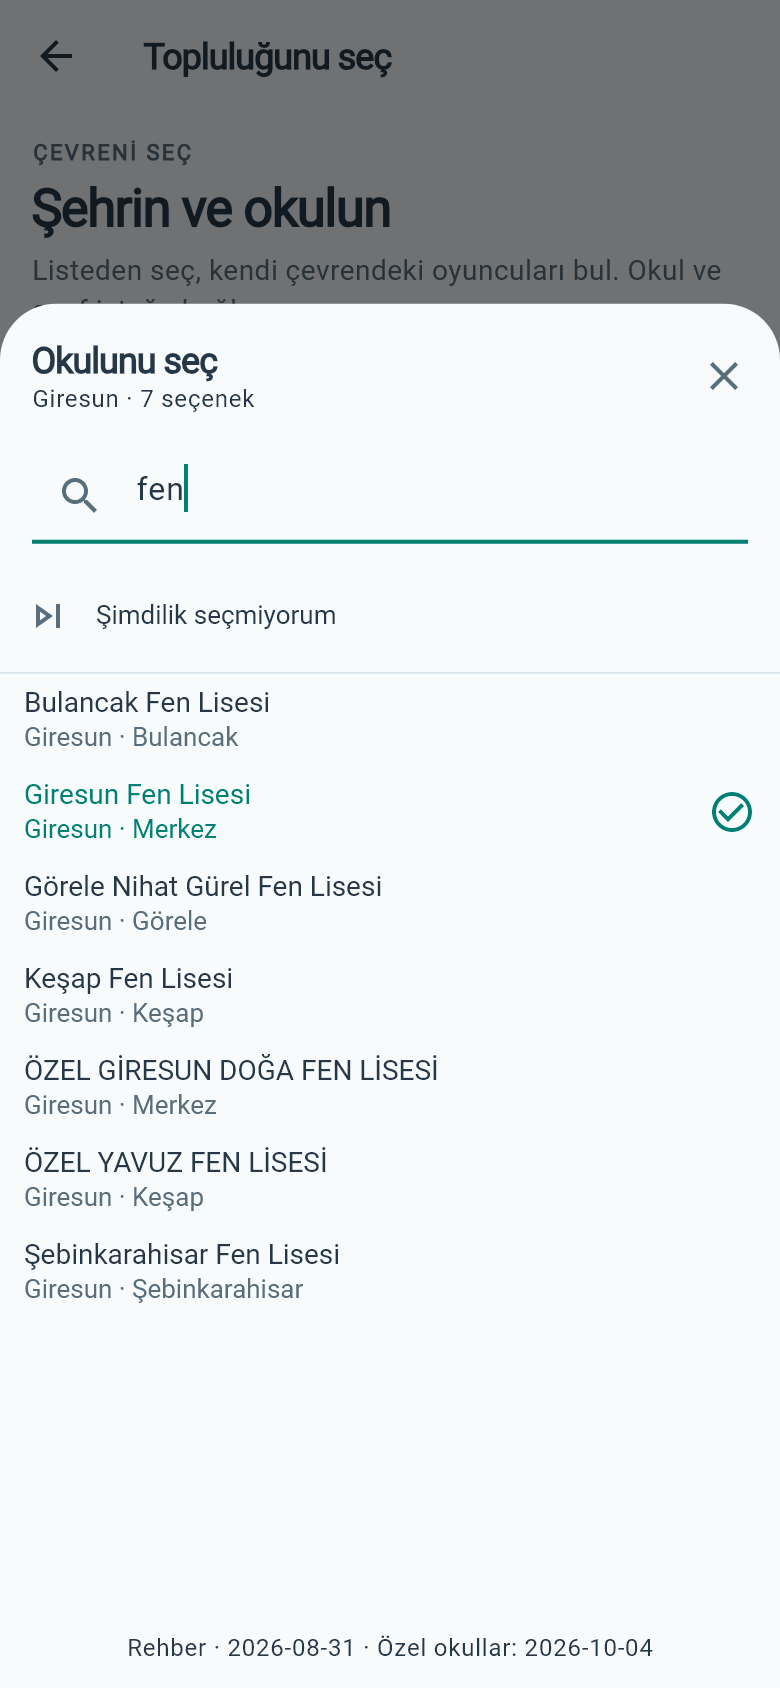 Topluluğunu seç
ÇEVRENİ SEÇ
Şehrin ve okulun
Listeden seç, kendi çevrendeki oyuncuları bul. Okul ve
Okulunu seç
Giresun · 7 seçenek
fen
Şimdilik seçmiyorum
Bulancak Fen Lisesi
Giresun · Bulancak
Giresun Fen Lisesi
Giresun · Merkez
Görele Nihat Gürel Fen Lisesi
Giresun · Görele
Keşap Fen Lisesi
Giresun · Keşap
ÖZEL GİRESUN DOĞA FEN LİSESİ
Giresun · Merkez
ÖZEL YAVUZ FEN LİSESİ
Giresun · Keşap
Şebinkarahisar Fen Lisesi
Giresun · Şebinkarahisar
Rehber · 2026-08-31 · Özel okullar: 2026-10-04